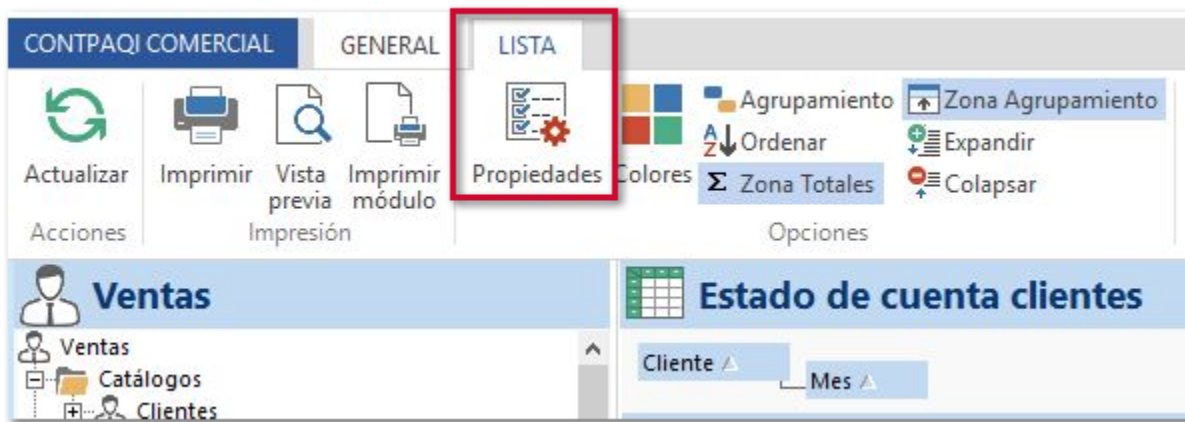 CONTPAQI COMERCIAL GENERAL LISTA
Actualizar Imprimir Vista previa Imprimir módulo Propiedades Colores
Agrupamiento Zona Agrupamiento
Ordenar Expandir
Σ Zona Totales Colapsar
Acciones Impresión Opciones
Ventas Estado de cuenta clientes
Ventas
Catálogos
Clientes
Cliente
Mes